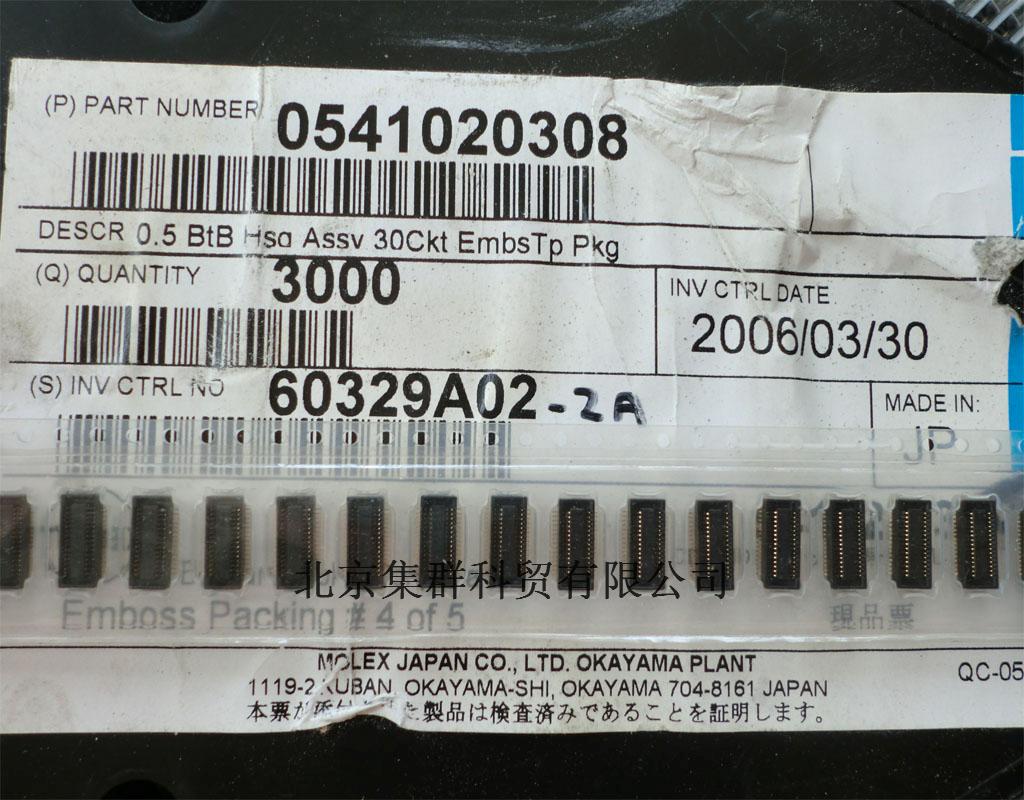 (P) PART NUMBER 0541020308
DESCR 0.5 BtB Hsg Assy 30Ckt EmbsTp Pkg
(Q) QUANTITY 3000
INV CTRL DATE
2006/03/30
(S) INV CTRL NO 60329A02 -2A
MADE IN:
JP
北京集群科贸有限公司
Emboss Packing # 4 of 5 現品票
MOLEX JAPAN CO., LTD. OKAYAMA PLANT
QC-05
1119-2 KUBAN, OKAYAMA-SHI, OKAYAMA 704-8161 JAPAN
本票が 製品は検査済みであることを証明します。